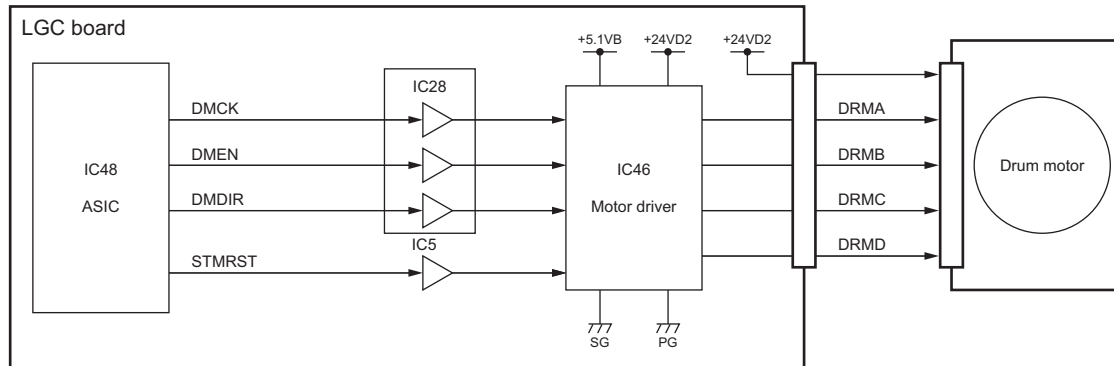 LGC board
+5.1VB +24VD2 +24VD2
IC28
DMCK DRMA
DMEN DRMB
IC48
ASIC
IC46
Motor driver
Drum motor
DMDIR DRMC
IC5
STMRST DRMD
SG PG